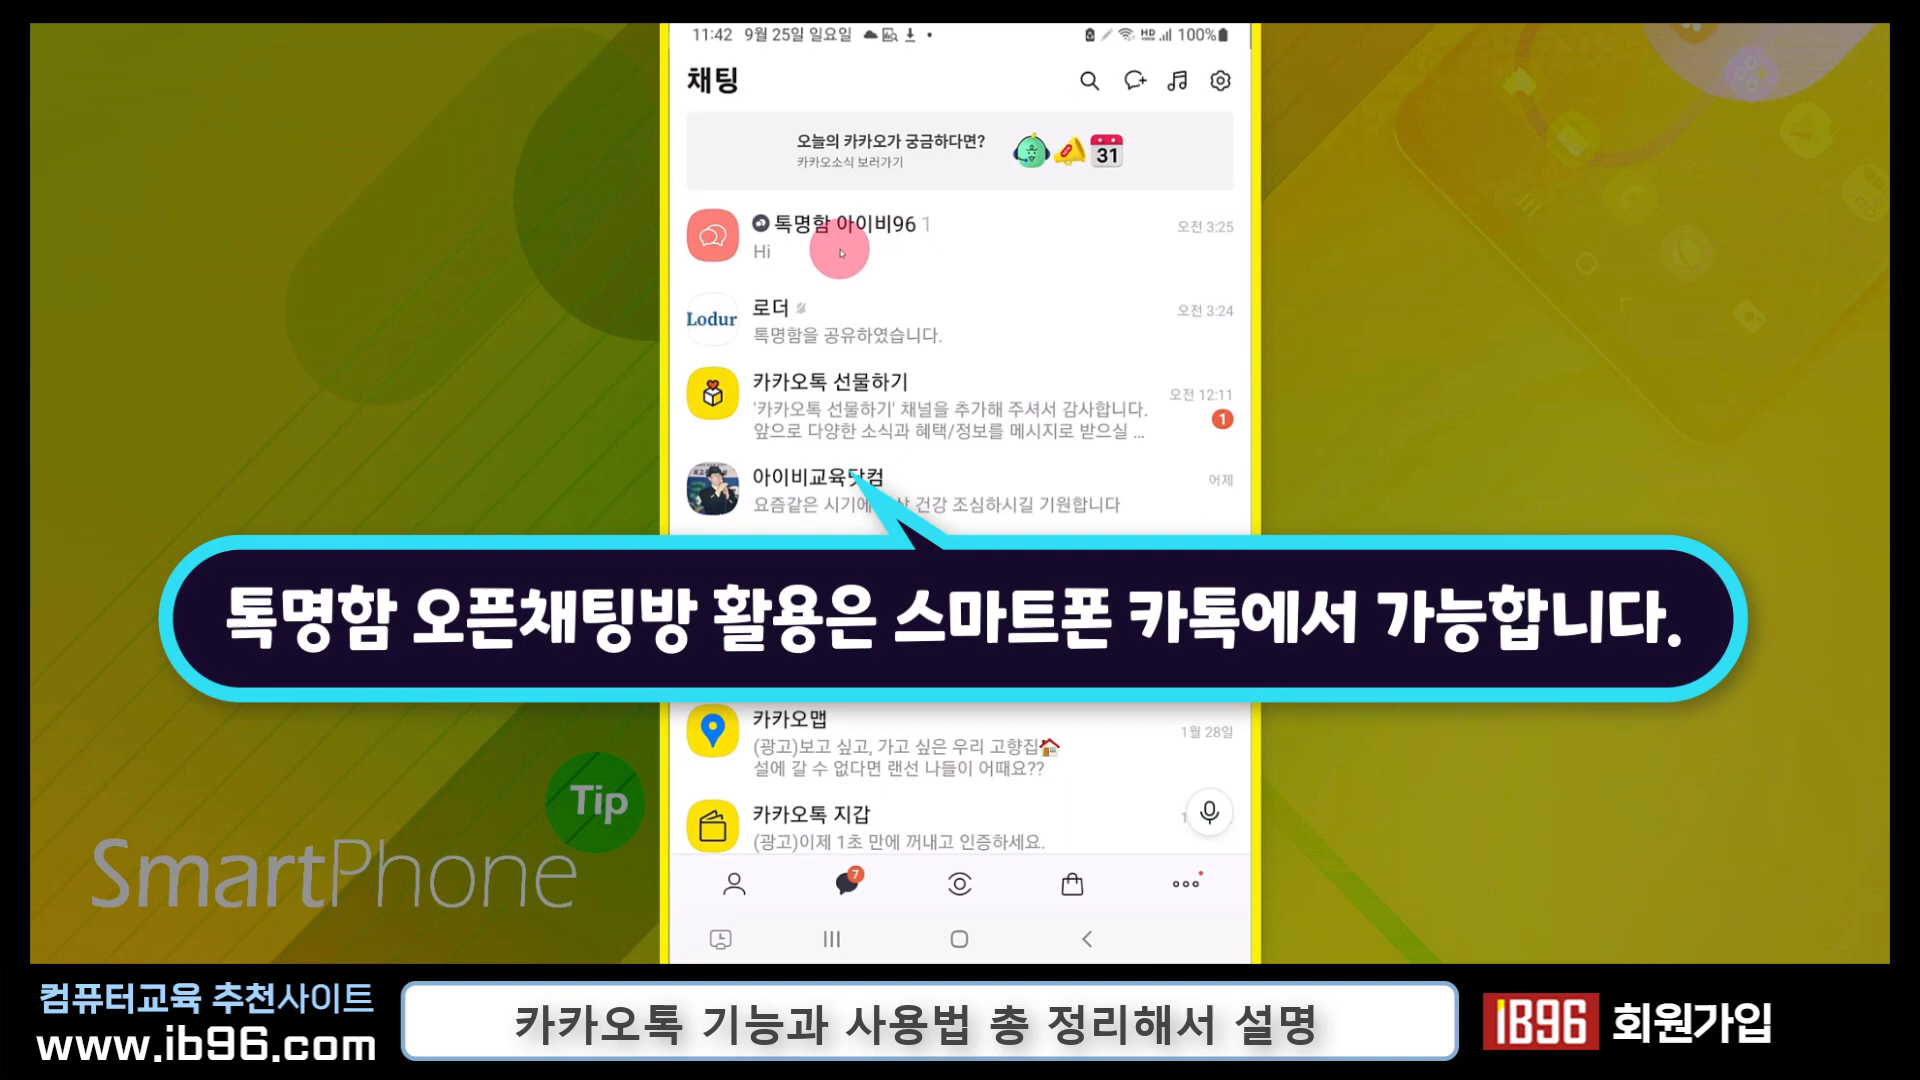 11:42 9월 25일 일요일
HD
100%
채팅
오늘의 카카오가 궁금하다면?
카카오소식 보러가기
31
톡명함 아이비96 1
오전 3:25
Hi
Lodur
로더
오전 3:24
톡명함을 공유하였습니다.
카카오톡 선물하기
오전 12:11
'카카오톡 선물하기' 채널을 추가해 주셔서 감사합니다.
앞으로 다양한 소식과 혜택/정보를 메시지로 받으실 ...
1
아이비교육닷컴
어제
요즘같은 시기에 건강 조심하시길 기원합니다
톡명함 오픈채팅방 활용은 스마트폰 카톡에서 가능합니다.
카카오맵
1월 28일
(광고)보고 싶고, 가고 싶은 우리 고향집
설에 갈 수 없다면 랜선 나들이 어때요??
카카오톡 지갑
(광고)이제 1초 만에 꺼내고 인증하세요.
7
Tip
SmartPhone
컴퓨터교육 추천사이트
www.ib96.com
카카오톡 기능과 사용법 총 정리해서 설명
IB96 회원가입